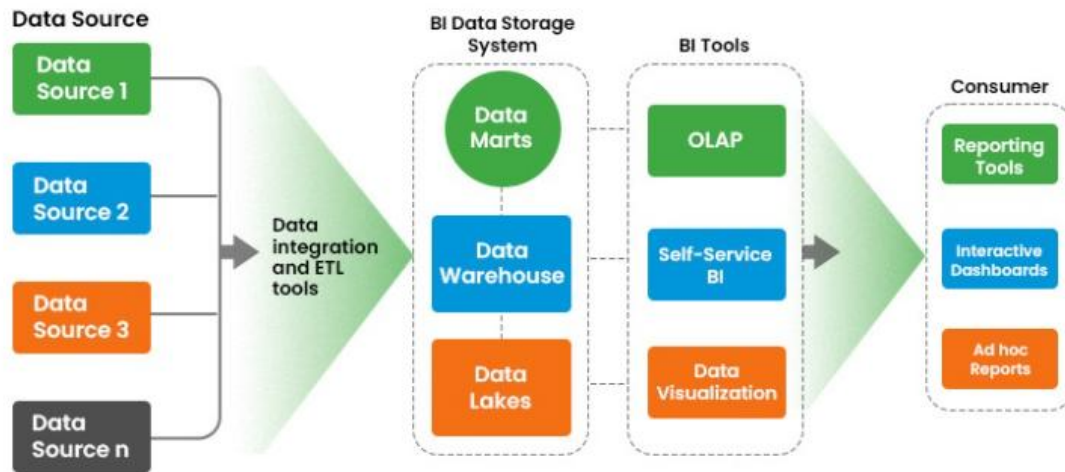 Data Source
Data
Source 1
Data
Source 2
Data
Source 3
Data
Source n
Data
integration
and ETL
tools
BI Data Storage
System
Data
Marts
Data
Warehouse
Data
Lakes
BI Tools
OLAP
Self-Service
BI
Data
Visualization
Consumer
Reporting
Tools
Interactive
Dashboards
Ad hoc
Reports